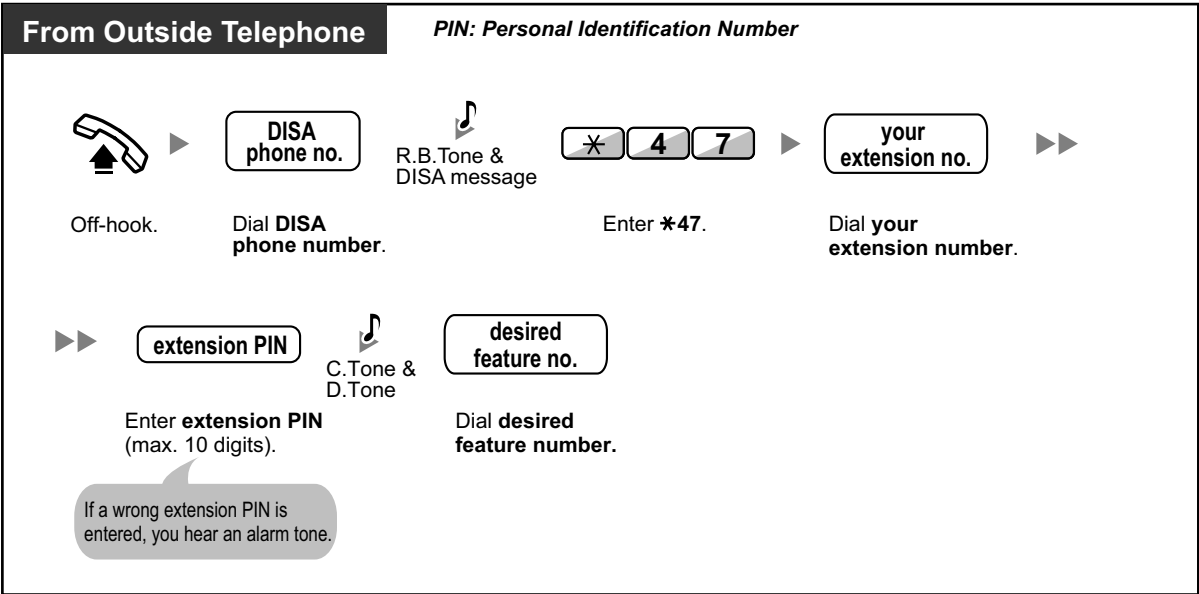 From Outside Telephone
PIN: Personal Identification Number
DISA
phone no.
R.B.Tone &
DISA message
* 4 7
your
extension no.
Off-hook.
Dial DISA
phone number.
Enter *47.
Dial your
extension number.
extension PIN
C.Tone &
D.Tone
desired
feature no.
Enter extension PIN
(max. 10 digits).
Dial desired
feature number.
If a wrong extension PIN is
entered, you hear an alarm tone.